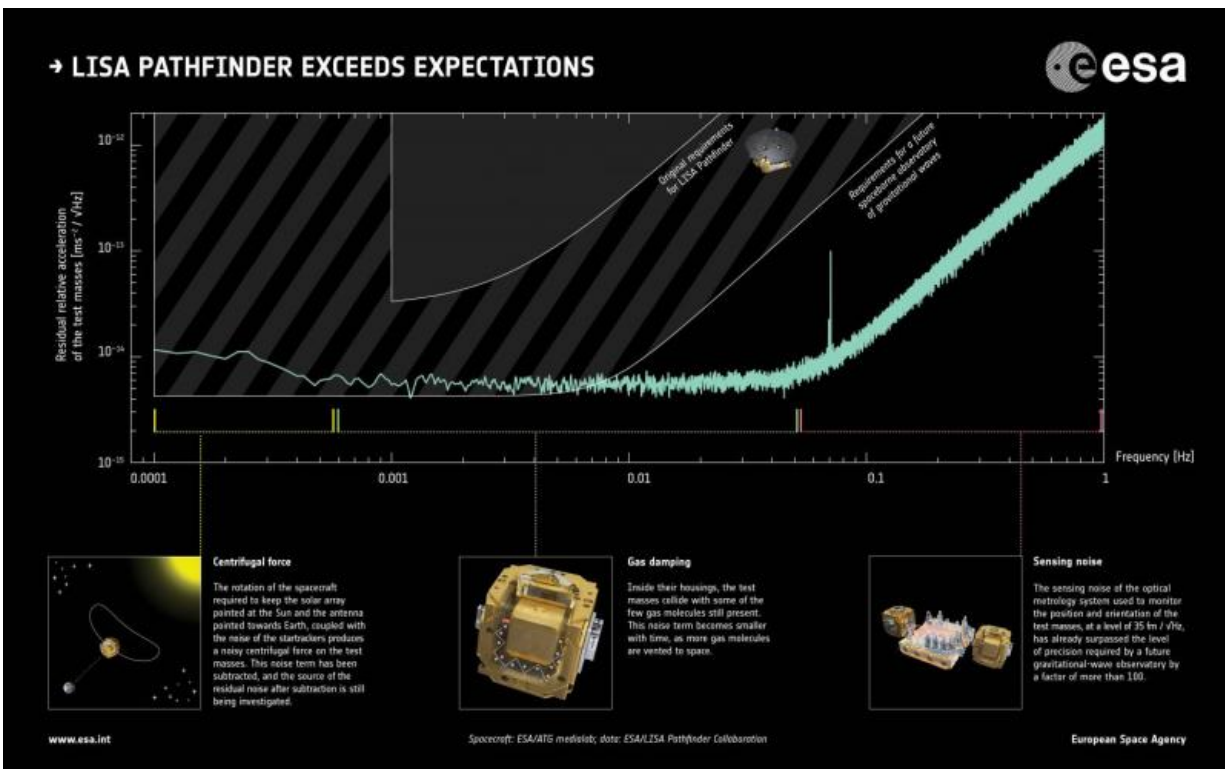 → LISA PATHFINDER EXCEEDS EXPECTATIONS
esa
Residual relative acceleration
of the test masses [ms⁻² / √Hz]
10⁻¹²
10⁻¹³
10⁻¹⁴
10⁻¹⁵
Original requirements
for LISA Pathfinder
Requirements for a future
spaceborne observatory
of gravitational waves
Frequency [Hz]
0.0001
0.001
0.01
0.1
1
Centrifugal force
The rotation of the spacecraft
required to keep the solar array
pointed at the Sun and the antenna
pointed towards Earth, coupled with
the noise of the startrackers produces
a noisy centrifugal force on the test
masses. This noise term has been
subtracted, and the source of the
residual noise after subtraction is still
being investigated.
Gas damping
Inside their housings, the test
masses collide with some of the
few gas molecules still present.
This noise term becomes smaller
with time, as more gas molecules
are vented to space.
Sensing noise
The sensing noise of the optical
metrology system used to monitor
the position and orientation of the
test masses, at a level of 35 fm / √Hz,
has already surpassed the level
of precision required by a future
gravitational-wave observatory by
a factor of more than 100.
www.esa.int
Spacecraft: ESA/ATG medialab; data: ESA/LISA Pathfinder Collaboration
European Space Agency